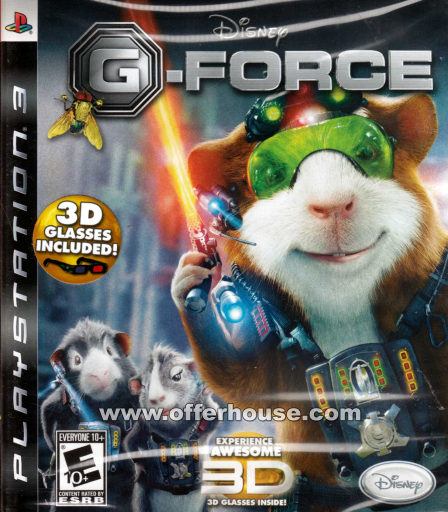 PLAYSTATION 3
Disney
G-FORCE
3D
GLASSES
INCLUDED!
www.offerhouse.com
EVERYONE 10+
E
10+
CONTENT RATED BY
ESRB
EXPERIENCE
AWESOME
3D
3D GLASSES INSIDE!
Disney